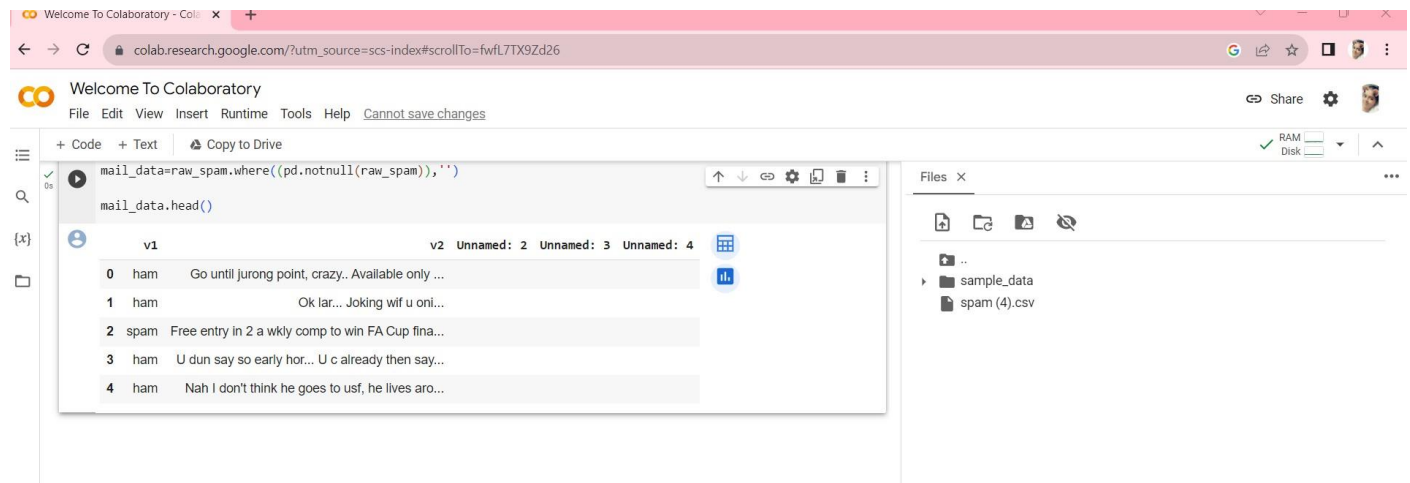 Welcome To Colaboratory - Cola
colab.research.google.com/?utm_source=scs-index#scrollTo=fwfL7TX9Zd26
Welcome To Colaboratory
File Edit View Insert Runtime Tools Help Cannot save changes
Share
+ Code + Text Copy to Drive
RAM
Disk
0s
mail_data=raw_spam.where((pd.notnull(raw_spam)),'')
mail_data.head()
{x}
v1 v2 Unnamed: 2 Unnamed: 3 Unnamed: 4
0 ham Go until jurong point, crazy.. Available only ...
1 ham Ok lar... Joking wif u oni...
2 spam Free entry in 2 a wkly comp to win FA Cup fina...
3 ham U dun say so early hor... U c already then say...
4 ham Nah I don't think he goes to usf, he lives aro...
Files
..
sample_data
spam (4).csv